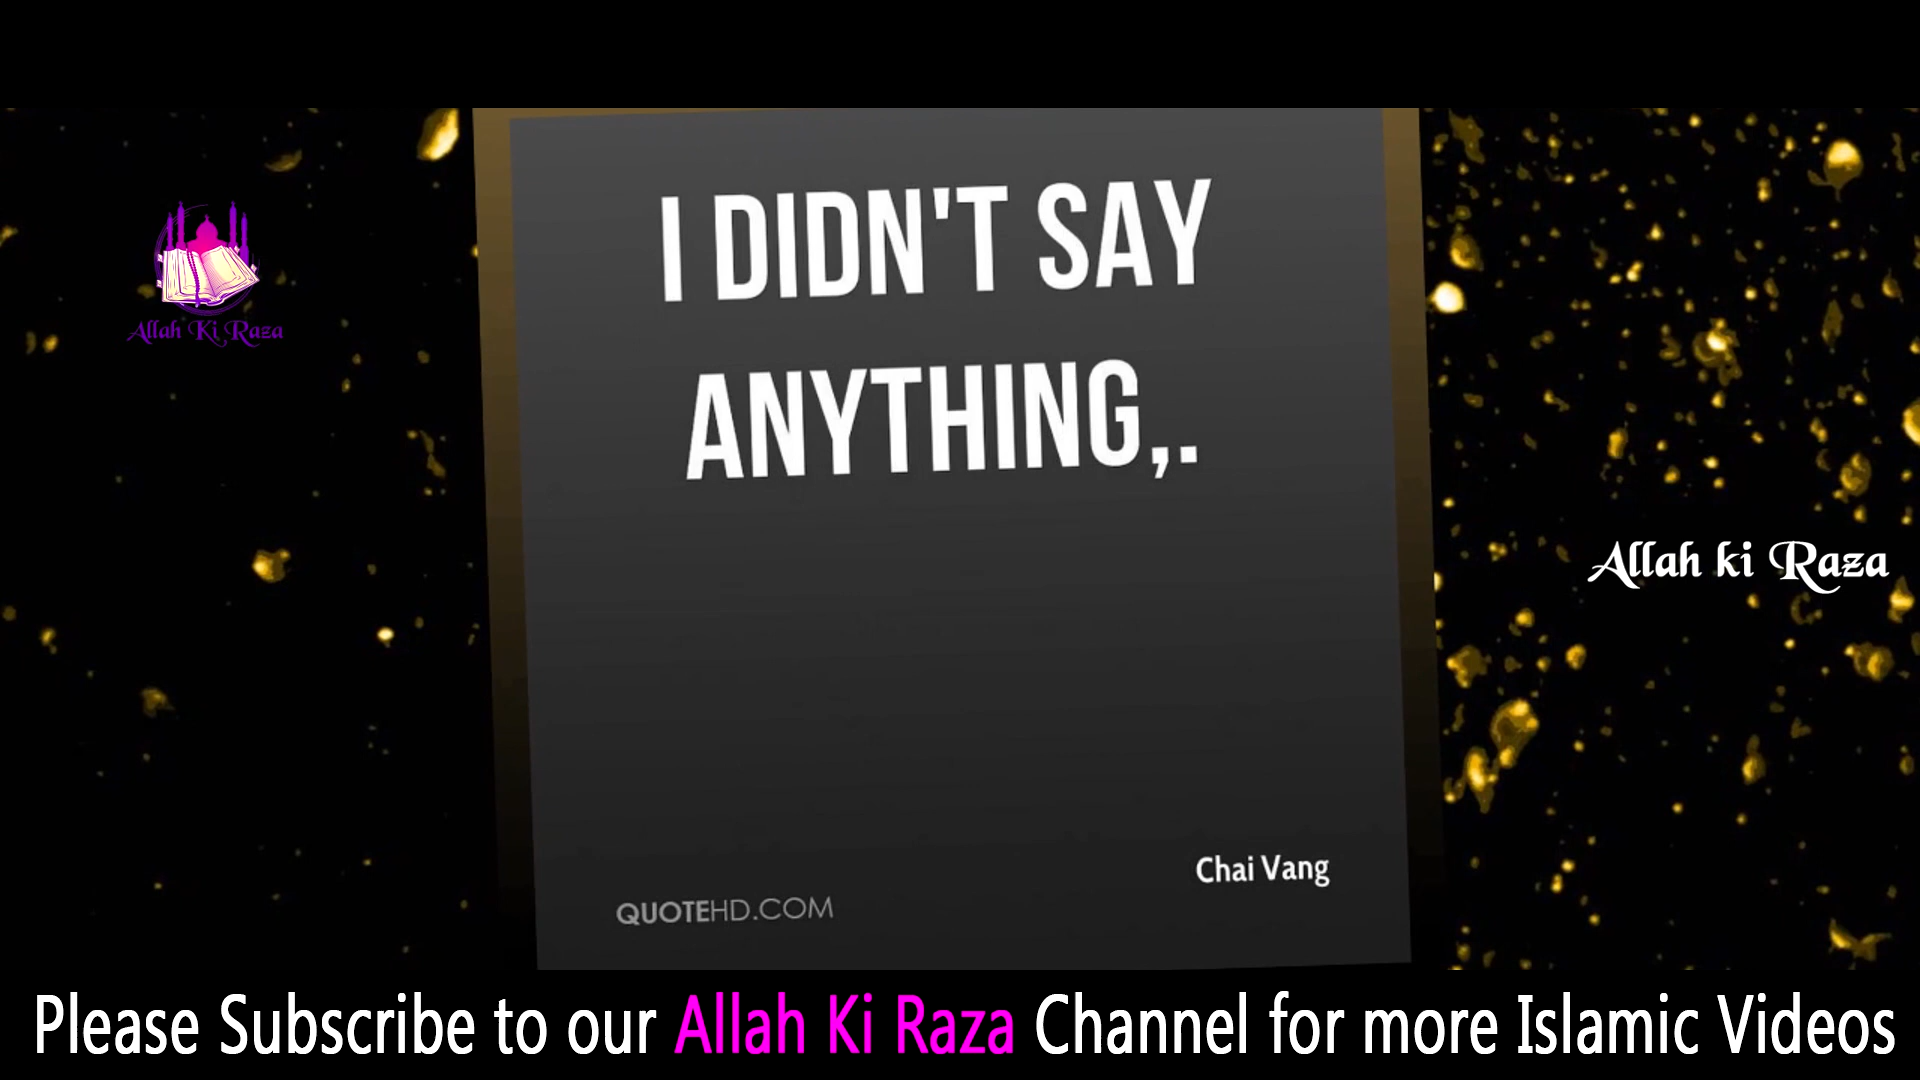 I DIDN'T SAY
ANYTHING,.
Allah Ki Raza
Allah ki Raza
Chai Vang
QUOTEHD.COM
Please Subscribe to our Allah Ki Raza Channel for more Islamic Videos